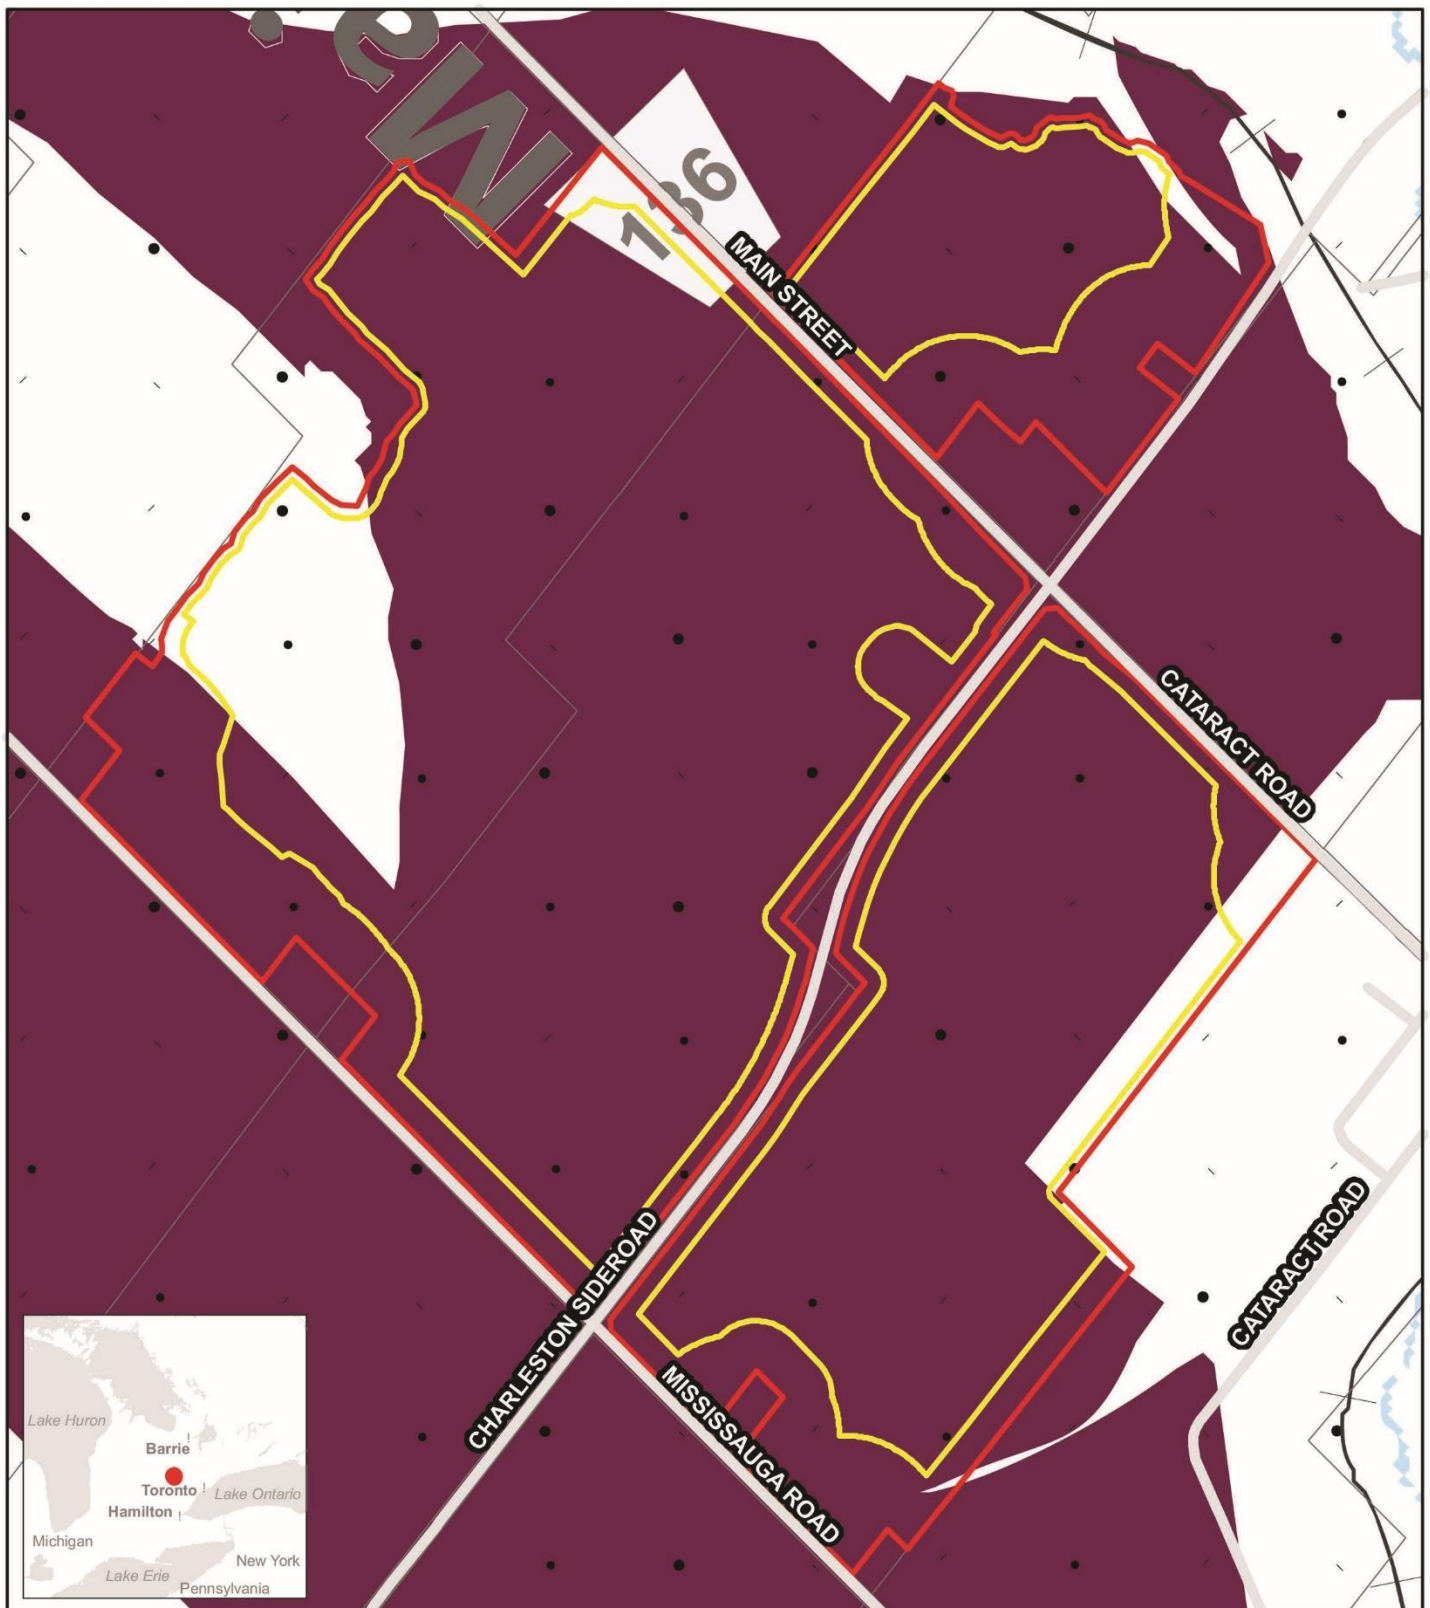 136
MAIN STREET
CATARACT ROAD
CATARACT ROAD
CHARLESTON SIDEROAD
MISSISSAUGA ROAD
Lake Huron
Barrie
Toronto
Lake Ontario
Hamilton
Michigan
New York
Lake Erie
Pennsylvania